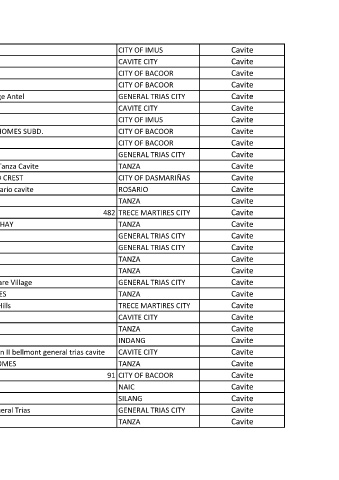 CITY OF IMUS Cavite
CAVITE CITY Cavite
CITY OF BACOOR Cavite
CITY OF BACOOR Cavite
ge Antel GENERAL TRIAS CITY Cavite
CAVITE CITY Cavite
CITY OF IMUS Cavite
HOMES SUBD. CITY OF BACOOR Cavite
CITY OF BACOOR Cavite
GENERAL TRIAS CITY Cavite
Tanza Cavite TANZA Cavite
CREST CITY OF DASMARIÑAS Cavite
ario cavite ROSARIO Cavite
TANZA Cavite
482 TRECE MARTIRES CITY Cavite
HAY TANZA Cavite
GENERAL TRIAS CITY Cavite
GENERAL TRIAS CITY Cavite
TANZA Cavite
TANZA Cavite
are Village GENERAL TRIAS CITY Cavite
ES TANZA Cavite
Hills TRECE MARTIRES CITY Cavite
CAVITE CITY Cavite
TANZA Cavite
INDANG Cavite
n II bellmont general trias cavite CAVITE CITY Cavite
OMES TANZA Cavite
91 CITY OF BACOOR Cavite
NAIC Cavite
SILANG Cavite
eral Trias GENERAL TRIAS CITY Cavite
TANZA Cavite